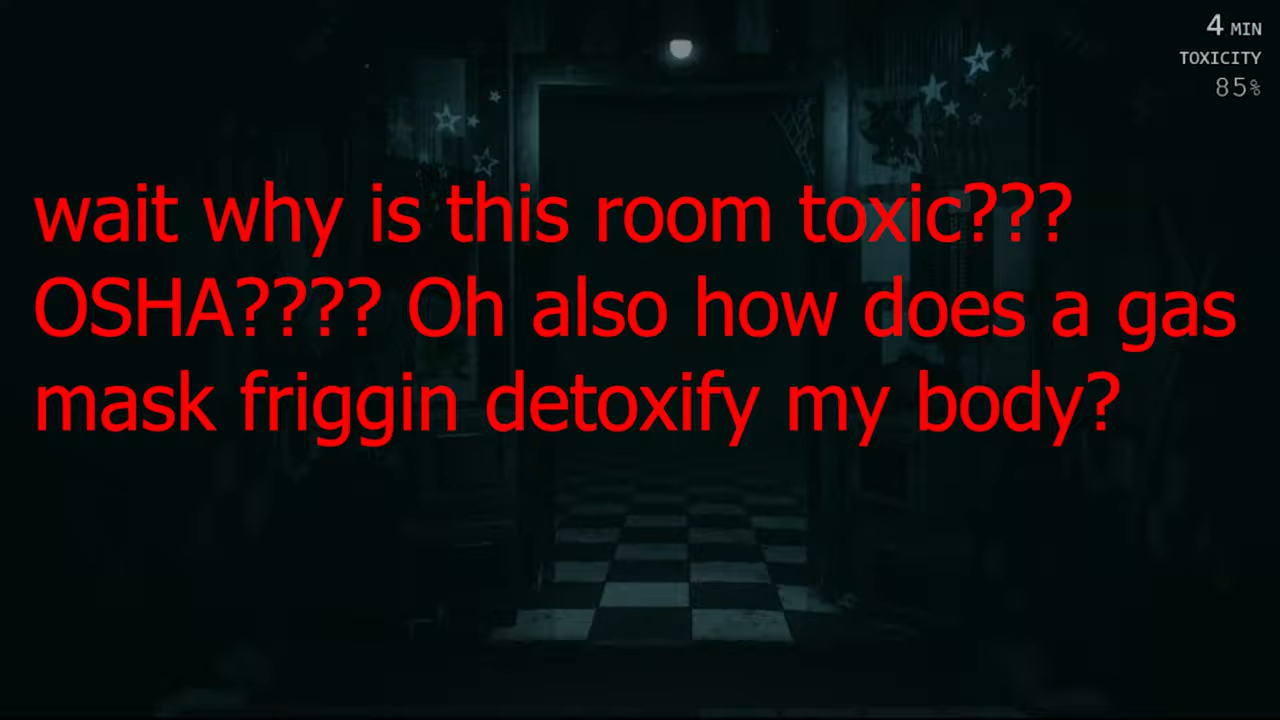 4 MIN
TOXICITY
85%
wait why is this room toxic???
OSHA???? Oh also how does a gas
mask friggin detoxify my body?